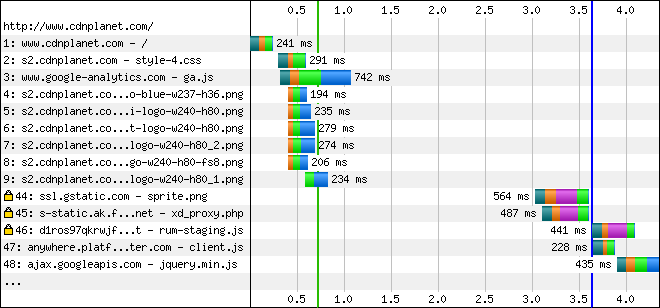 0.5 1.0 1.5 2.0 2.5 3.0 3.5 4.0
http://www.cdnplanet.com/
1: www.cdnplanet.com - / 241 ms
2: s2.cdnplanet.com - style-4.css 291 ms
3: www.google-analytics.com - ga.js 742 ms
4: s2.cdnplanet.co...o-blue-w237-h36.png 194 ms
5: s2.cdnplanet.co...i-logo-w240-h80.png 235 ms
6: s2.cdnplanet.co...t-logo-w240-h80.png 279 ms
7: s2.cdnplanet.co...logo-w240-h80_2.png 274 ms
8: s2.cdnplanet.co...go-w240-h80-fs8.png 206 ms
9: s2.cdnplanet.co...logo-w240-h80_1.png 234 ms
44: ssl.gstatic.com - sprite.png 564 ms
45: s-static.ak.f...net - xd_proxy.php 487 ms
46: d1ros97qkrwjf...t - rum-staging.js 441 ms
47: anywhere.platf...ter.com - client.js 228 ms
48: ajax.googleapis.com - jquery.min.js 435 ms
...
0.5 1.0 1.5 2.0 2.5 3.0 3.5 4.0